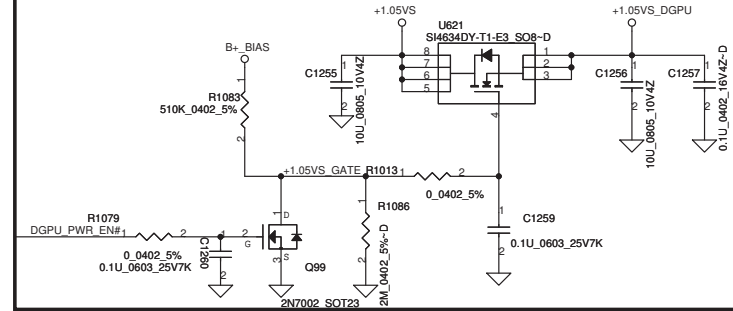 +1.05VS
+1.05VS_DGPU
U621
SI4634DY-T1-E3_SO8~D
B+_BIAS
8
7
6
5
1
2
3
4
C1255
1
2
10U_0805_10V4Z
C1256
1
2
10U_0805_10V4Z
C1257
1
2
0.1U_0402_16V4Z~D
1
R1083
510K_0402_5%
2
+1.05VS_GATE
R1013
1
2
0_0402_5%
R1086
1
2
2M_0402_5%~D
C1259
1
2
0.1U_0603_25V7K
R1079
DGPU_PWR_EN#
1
2
0_0402_5%
C1260
1
2
0.1U_0603_25V7K
2
G
1
D
3
S
Q99
2N7002_SOT23